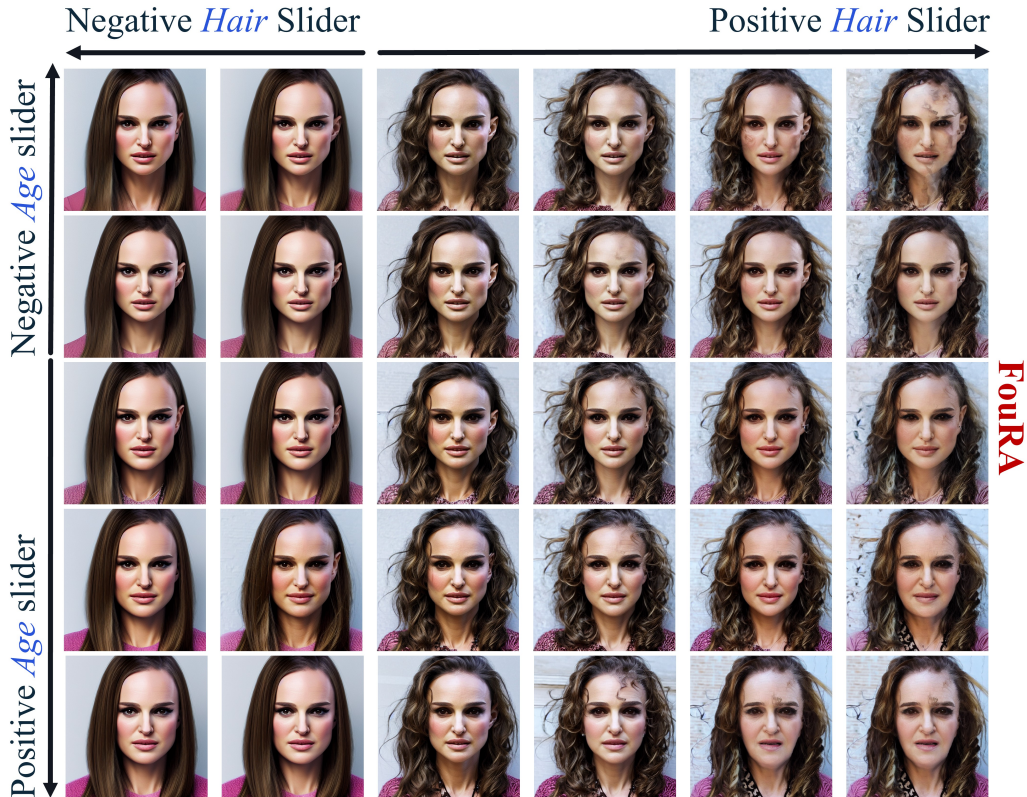 Negative Hair Slider
Positive Hair Slider
Negative Age slider
Positive Age slider
FouRA